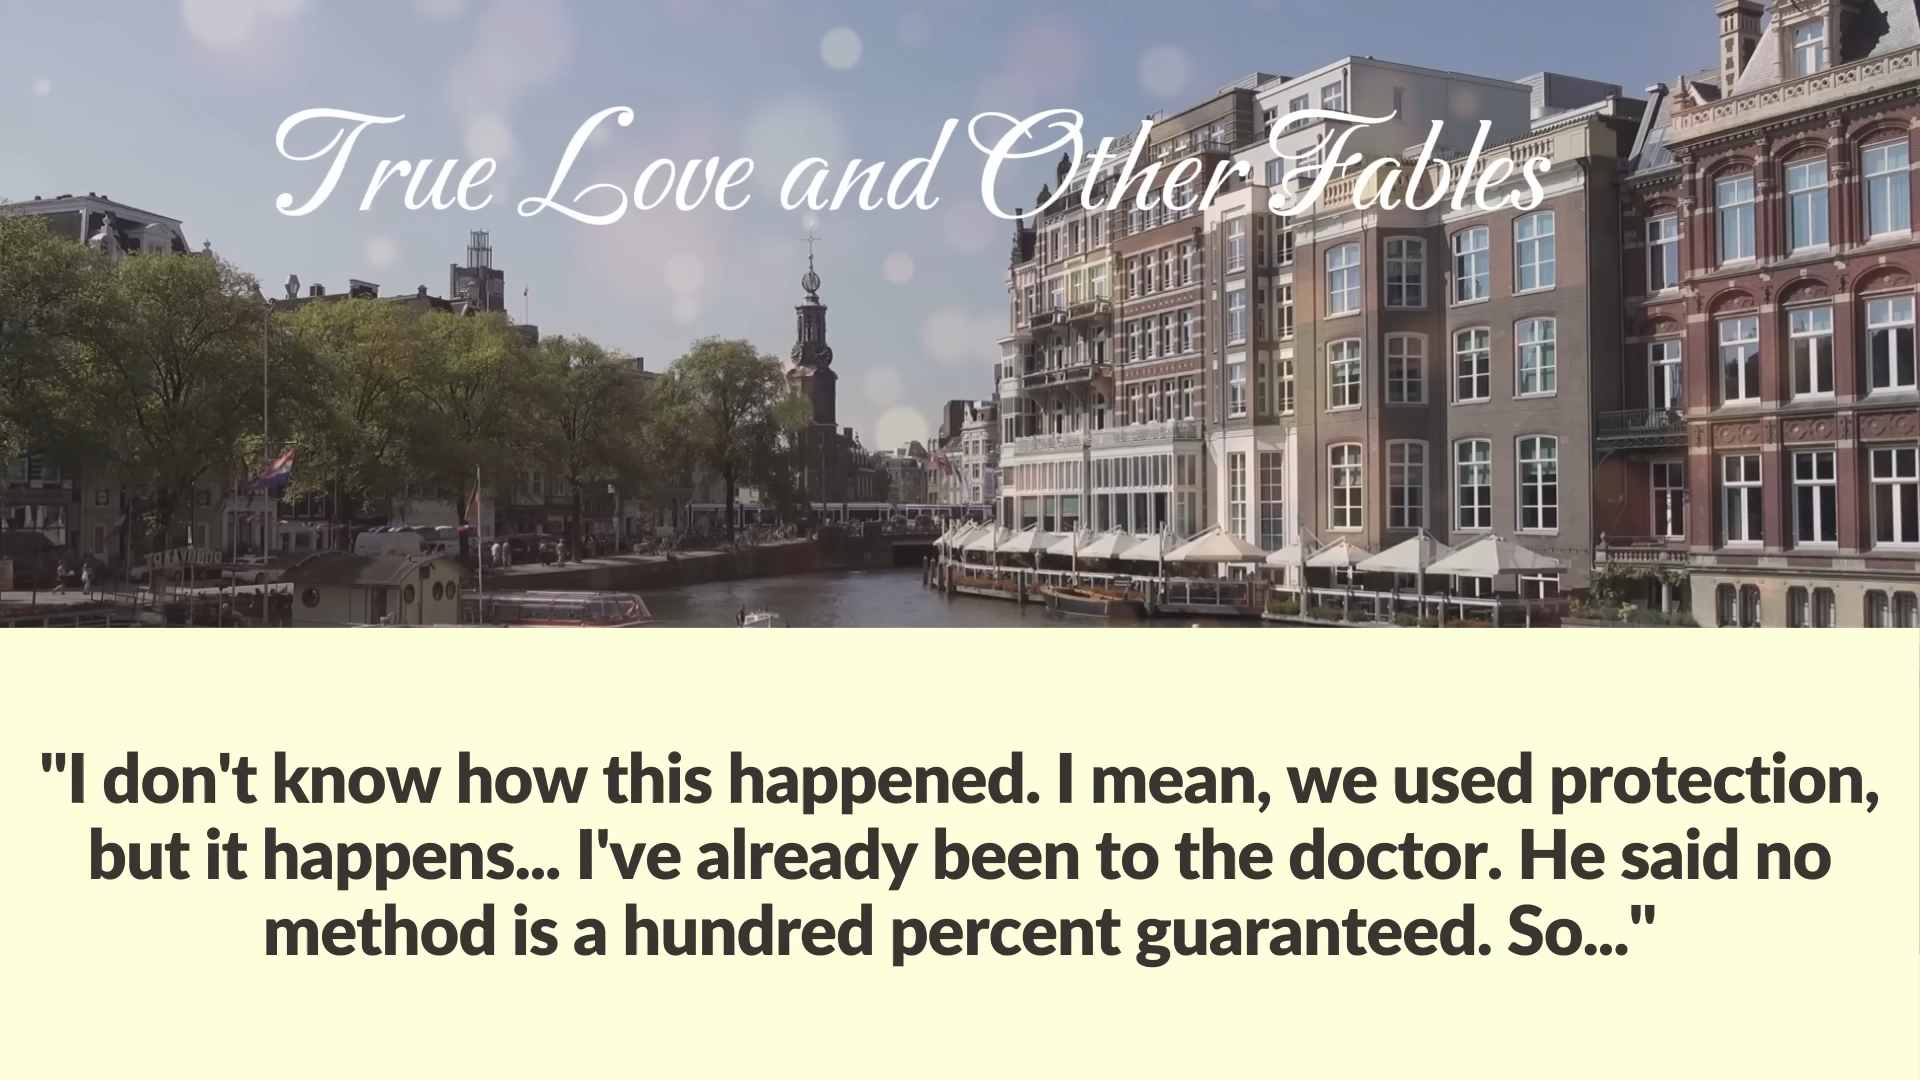 True Love and Other Fables
"I don't know how this happened. I mean, we used protection,
but it happens... I've already been to the doctor. He said no
method is a hundred percent guaranteed. So..."